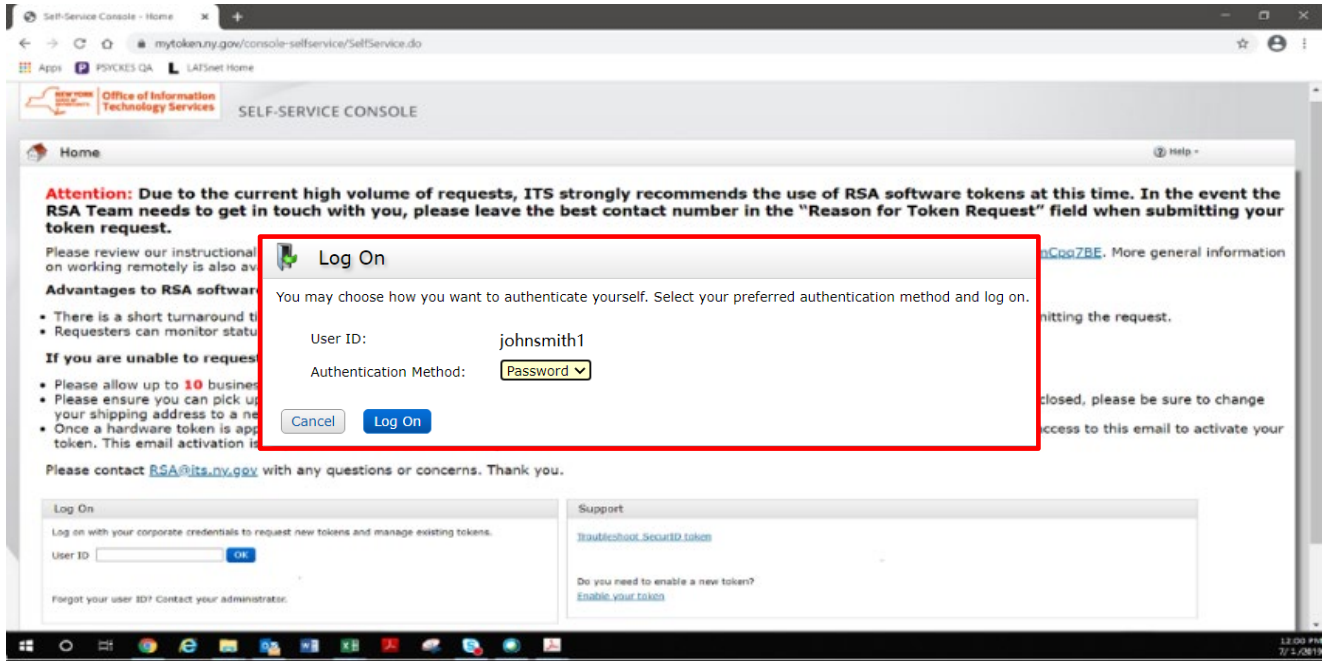 Self-Service Console - Home
mytoken.ny.gov/console-selfservice/SelfService.do
Apps PSYCKES QA LATSnet Home
NEW YORK
Office of Information
Technology Services
SELF-SERVICE CONSOLE
Home
Help
Attention: Due to the current high volume of requests, ITS strongly recommends the use of RSA software tokens at this time. In the event the
RSA Team needs to get in touch with you, please leave the best contact number in the "Reason for Token Request" field when submitting your
token request.
Please review our instructional
nCpq7BE. More general information
on working remotely is also
Advantages to RSA
There is a short turnaround
mitting the request.
Requesters can monitor
If you are unable to
Please allow up to 10
Please ensure you can pick
closed, please be sure to change
your shipping address to a
Once a hardware token is
access to this email to activate your
token. This email activation is
Please contact RSA@its.ny.gov with any questions or concerns. Thank you.
Log On
You may choose how you want to authenticate yourself. Select your preferred authentication method and log on.
User ID: johnsmith1
Authentication Method: Password
Cancel Log On
Log On
Log on with your corporate credentials to request new tokens and manage existing tokens.
User ID OK
Forgot your user ID? Contact your administrator.
Support
Troubleshoot SecurID token
Do you need to enable a new token?
Enable your token
12:00 PM